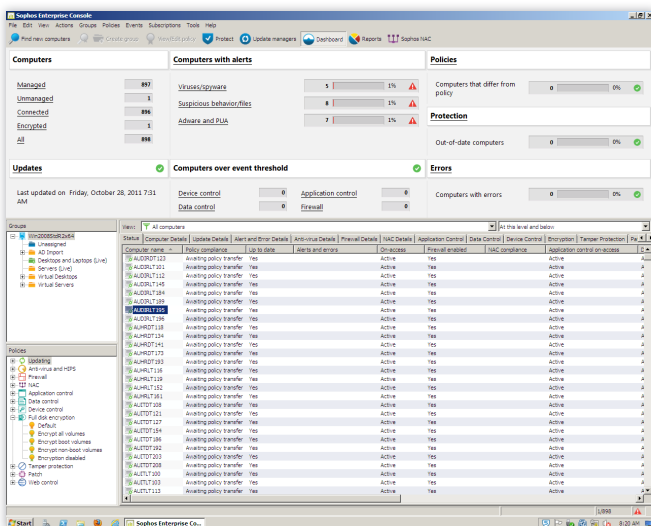 Sophos Enterprise Console
File Edit View Actions Groups Policies Events Subscriptions Tools Help
Find new computers Create group View/Edit policy Protect Update managers Dashboard Reports Sophos NAC
Computers
Managed 897
Unmanaged 1
Connected 896
Encrypted 1
All 898
Computers with alerts
Viruses/spyware 5 1%
Suspicious behavior/files 8 1%
Adware and PUA 7 1%
Policies
Computers that differ from policy 0 0%
Protection
Out-of-date computers 0 0%
Updates
Last updated on Friday, October 28, 2011 7:31 AM
Computers over event threshold
Device control 0 Application control 0
Data control 0 Firewall 0
Errors
Computers with errors 0 0%
Groups
Win2008StdR2x64
Unassigned
AD Import
Desktops and Laptops (Live)
Servers (Live)
Virtual Desktops
Virtual Servers
Policies
Updating
Anti-virus and HIPS
Firewall
NAC
Application control
Data control
Device control
Full disk encryption
Default
Encrypt all volumes
Encrypt boot volumes
Encrypt non-boot volumes
Encryption disabled
Tamper protection
Patch
Web control
View: All computers At this level and below
Status Computer Details Update Details Alert and Error Details Anti-virus Details Firewall Details NAC Details Application Control Data Control Device Control Encryption Tamper Protection Pa
Computer name Policy compliance Up to date Alerts and errors On-access Firewall enabled NAC compliance Application control on-access D
AUDIRDT123 Awaiting policy transfer Yes Active Yes Active A
AUDIRLT101 Awaiting policy transfer Yes Active Yes Active A
AUDIRLT112 Awaiting policy transfer Yes Active Yes Active A
AUDIRLT145 Awaiting policy transfer Yes Active Yes Active A
AUDIRLT184 Awaiting policy transfer Yes Active Yes Active A
AUDIRLT189 Awaiting policy transfer Yes Active Yes Active A
AUDIRLT195 Awaiting policy transfer Yes Active Yes Active A
AUDIRLT196 Awaiting policy transfer Yes Active Yes Active A
AUHRDT118 Awaiting policy transfer Yes Active Yes Active A
AUHRDT134 Awaiting policy transfer Yes Active Yes Active A
AUHRDT141 Awaiting policy transfer Yes Active Yes Active A
AUHRDT173 Awaiting policy transfer Yes Active Yes Active A
AUHRDT193 Awaiting policy transfer Yes Active Yes Active A
AUHRLT116 Awaiting policy transfer Yes Active Yes Active A
AUHRLT119 Awaiting policy transfer Yes Active Yes Active A
AUHRLT152 Awaiting policy transfer Yes Active Yes Active A
AUHRLT161 Awaiting policy transfer Yes Active Yes Active A
AUITDT108 Awaiting policy transfer Yes Active Yes Active A
AUITDT121 Awaiting policy transfer Yes Active Yes Active A
AUITDT127 Awaiting policy transfer Yes Active Yes Active A
AUITDT154 Awaiting policy transfer Yes Active Yes Active A
AUITDT186 Awaiting policy transfer Yes Active Yes Active A
AUITDT192 Awaiting policy transfer Yes Active Yes Active A
AUITDT203 Awaiting policy transfer Yes Active Yes Active A
AUITDT208 Awaiting policy transfer Yes Active Yes Active A
AUITLT100 Awaiting policy transfer Yes Active Yes Active A
AUITLT103 Awaiting policy transfer Yes Active Yes Active A
AUITLT113 Awaiting policy transfer Yes Active Yes Active A
1/898
Start Sophos Enterprise Co... 8:20 AM